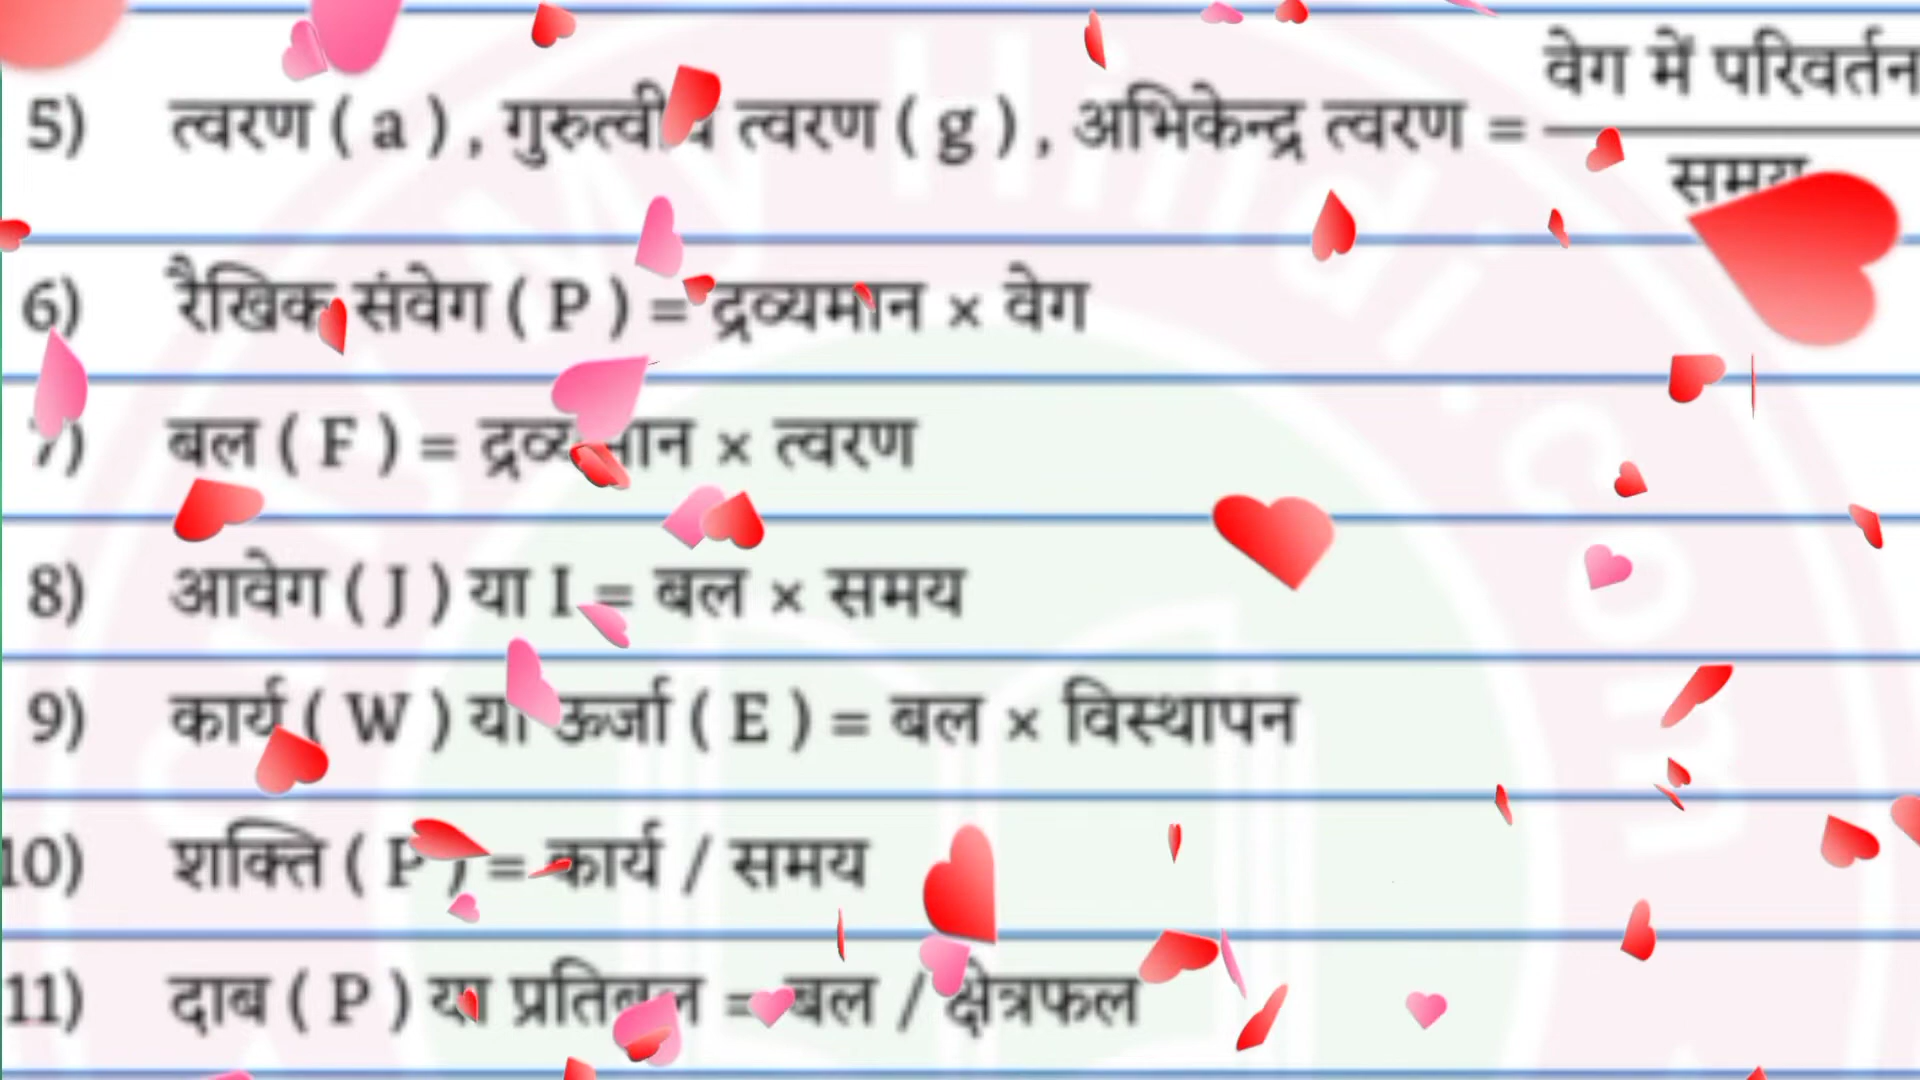 5) त्वरण ( a ) , गुरुत्वीय त्वरण ( g ) , अभिकेन्द्र त्वरण = वेग में परिवर्तन / समय
6) रैखिक संवेग ( P ) = द्रव्यमान × वेग
7) बल ( F ) = द्रव्यमान × त्वरण
8) आवेग ( J ) या I = बल × समय
9) कार्य ( W ) या ऊर्जा ( E ) = बल × विस्थापन
10) शक्ति ( P ) = कार्य / समय
11) दाब ( P ) या प्रतिबल = बल / क्षेत्रफल